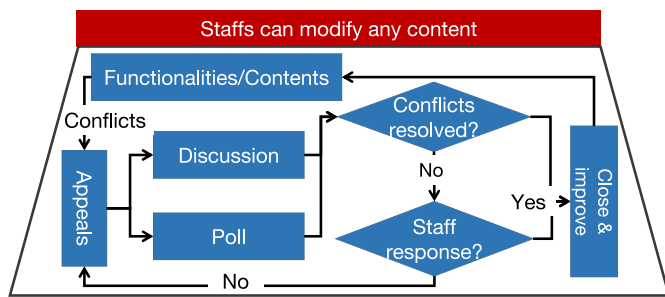 Staffs can modify any content
Functionalities/Contents
Conflicts
Appeals
Discussion
Poll
Conflicts
resolved?
No
Staff
response?
Yes
Close &
improve
No